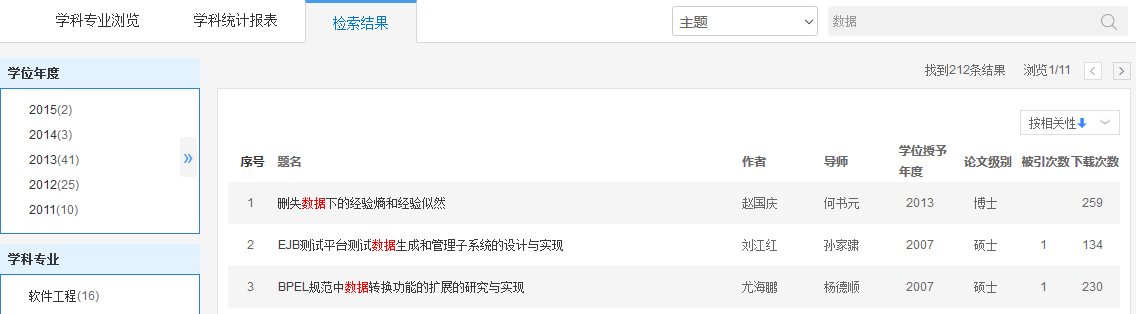 学科专业浏览
学科统计报表
检索结果
主题
数据
学位年度
2015(2)
2014(3)
2013(41)
2012(25)
2011(10)
学科专业
软件工程(16)
找到212条结果 浏览1/11
按相关性
序号 题名 作者 导师 学位授予年度 论文级别 被引次数 下载次数
1 删失数据下的经验熵和经验似然 赵国庆 何书元 2013 博士 259
2 EJB测试平台测试数据生成和管理子系统的设计与实现 刘江红 孙家骕 2007 硕士 1 134
3 BPEL规范中数据转换功能的扩展的研究与实现 尤海鹏 杨德顺 2007 硕士 1 230